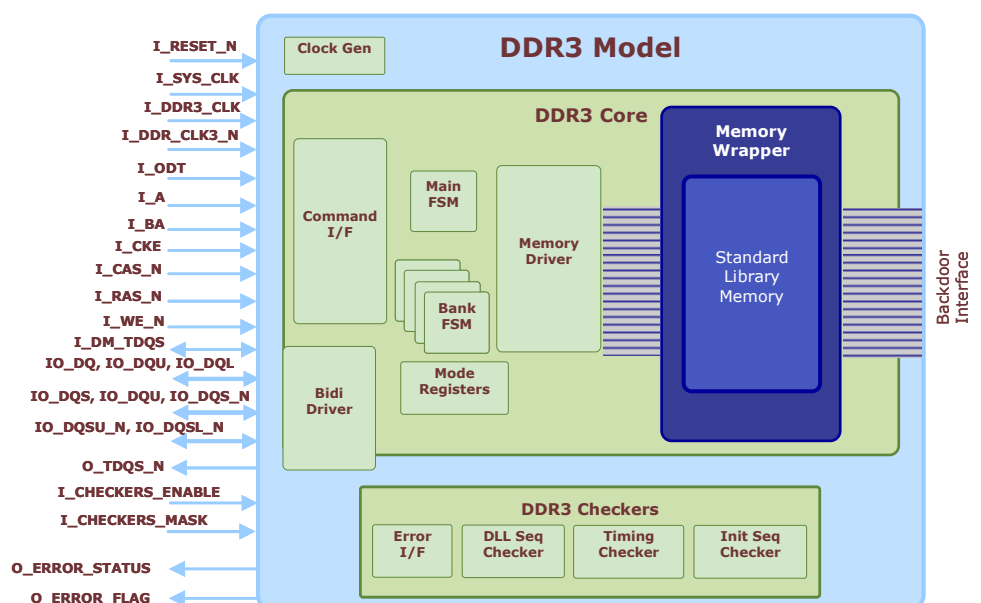 I_RESET_N
I_SYS_CLK
I_DDR3_CLK
I_DDR_CLK3_N
I_ODT
I_A
I_BA
I_CKE
I_CAS_N
I_RAS_N
I_WE_N
I_DM_TDQS
IO_DQ, IO_DQU, IO_DQL
IO_DQS, IO_DQU, IO_DQS_N
IO_DQSU_N, IO_DQSL_N
O_TDQS_N
I_CHECKERS_ENABLE
I_CHECKERS_MASK
O_ERROR_STATUS
O_ERROR_FLAG
DDR3 Model
Clock Gen
DDR3 Core
Command
I/F
Main
FSM
Bank
FSM
Mode
Registers
Bidi
Driver
Memory
Driver
Memory
Wrapper
Standard
Library
Memory
Backdoor
Interface
DDR3 Checkers
Error
I/F
DLL Seq
Checker
Timing
Checker
Init Seq
Checker